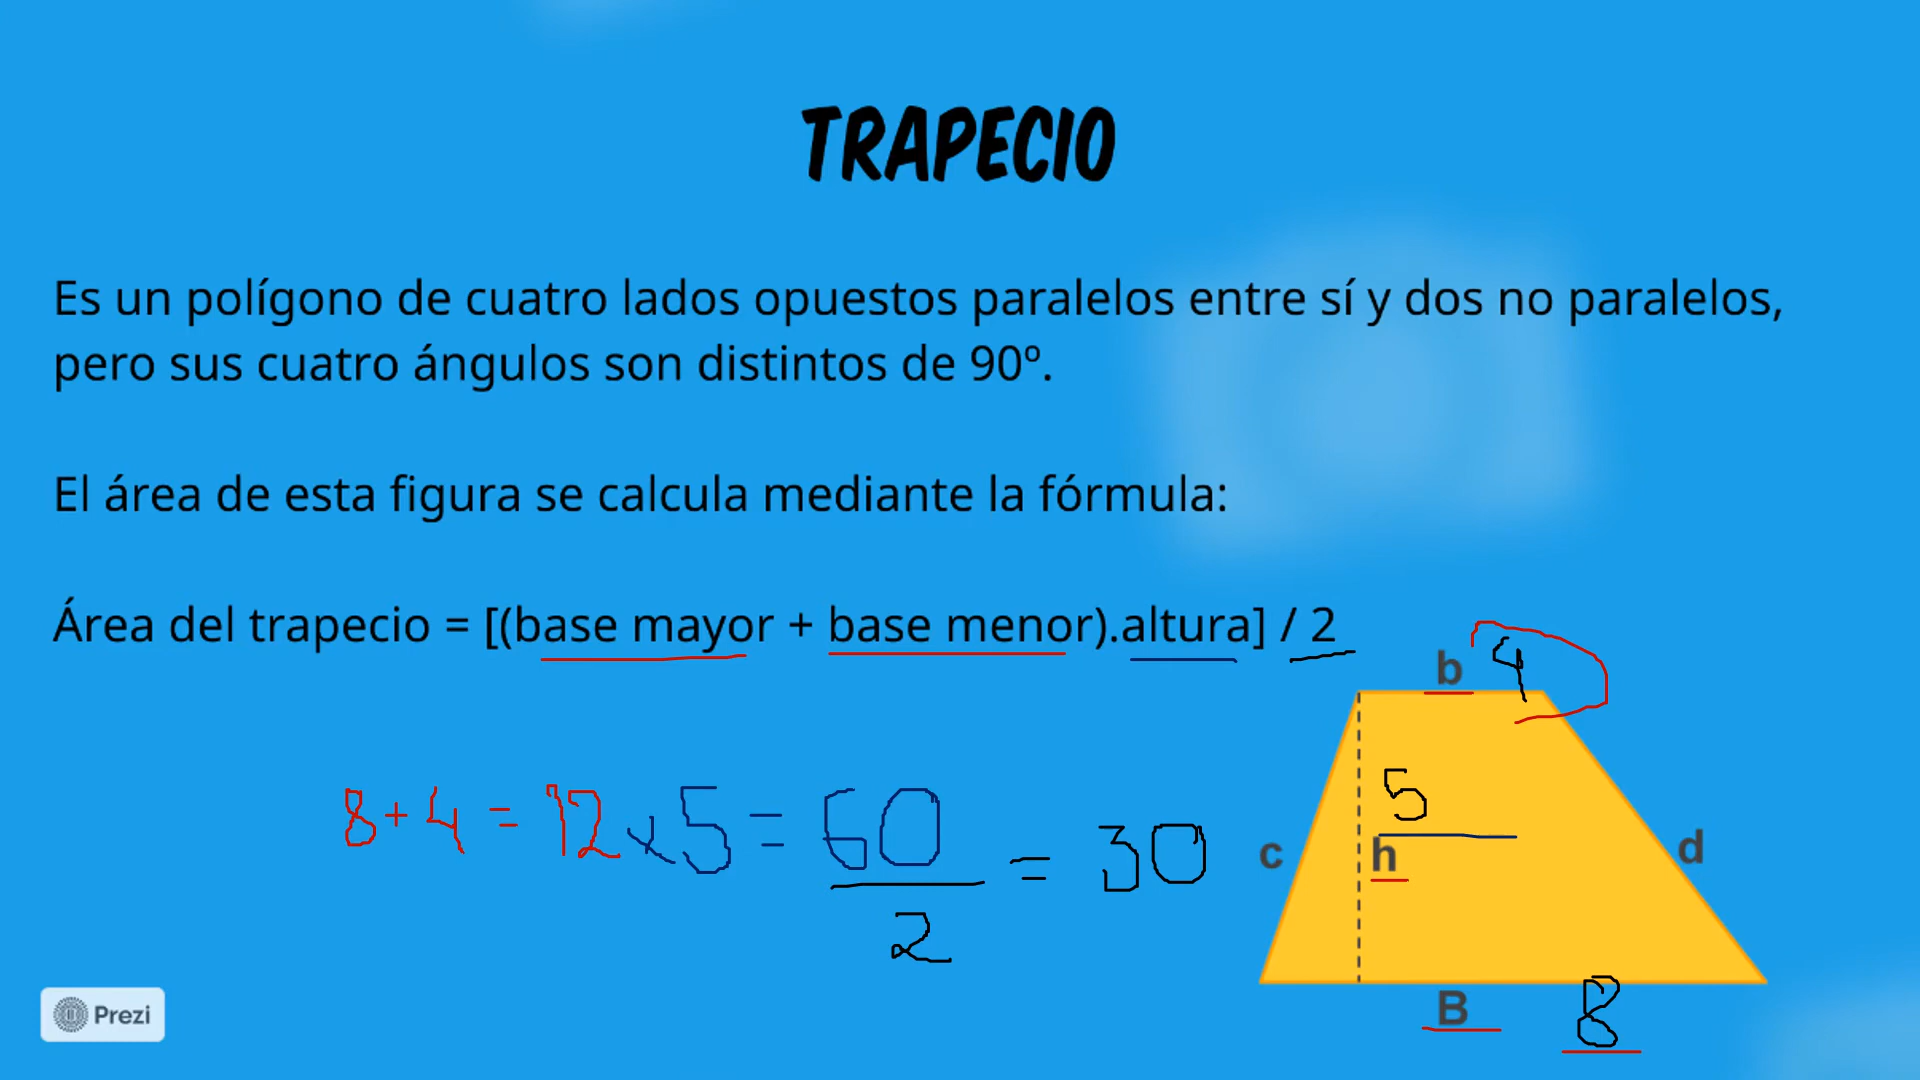 TRAPECIO
Es un polígono de cuatro lados opuestos paralelos entre sí y dos no paralelos,
pero sus cuatro ángulos son distintos de 90º.
El área de esta figura se calcula mediante la fórmula:
Área del trapecio = [(base mayor + base menor).altura] / 2
b 4
5
8+4 = 12x5 = 60 = 30
2
c h d
B 8
Prezi